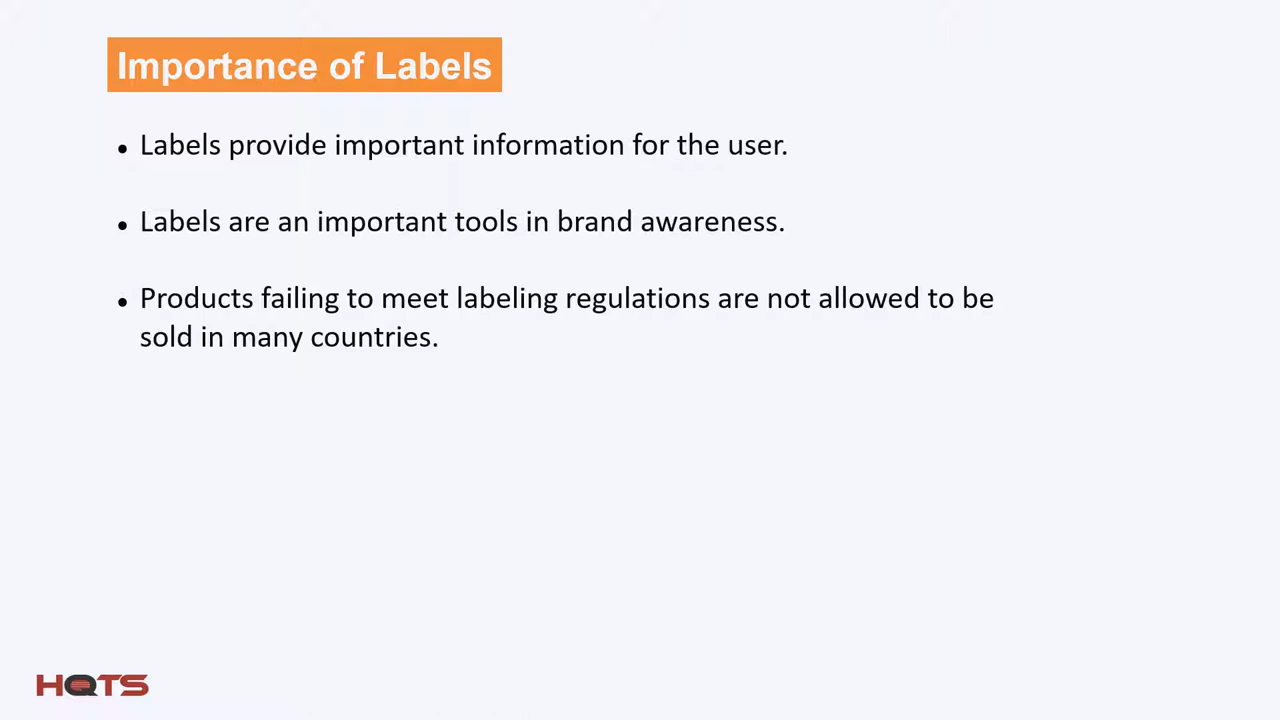 Importance of Labels
• Labels provide important information for the user.
• Labels are an important tools in brand awareness.
• Products failing to meet labeling regulations are not allowed to be
sold in many countries.
HQTS